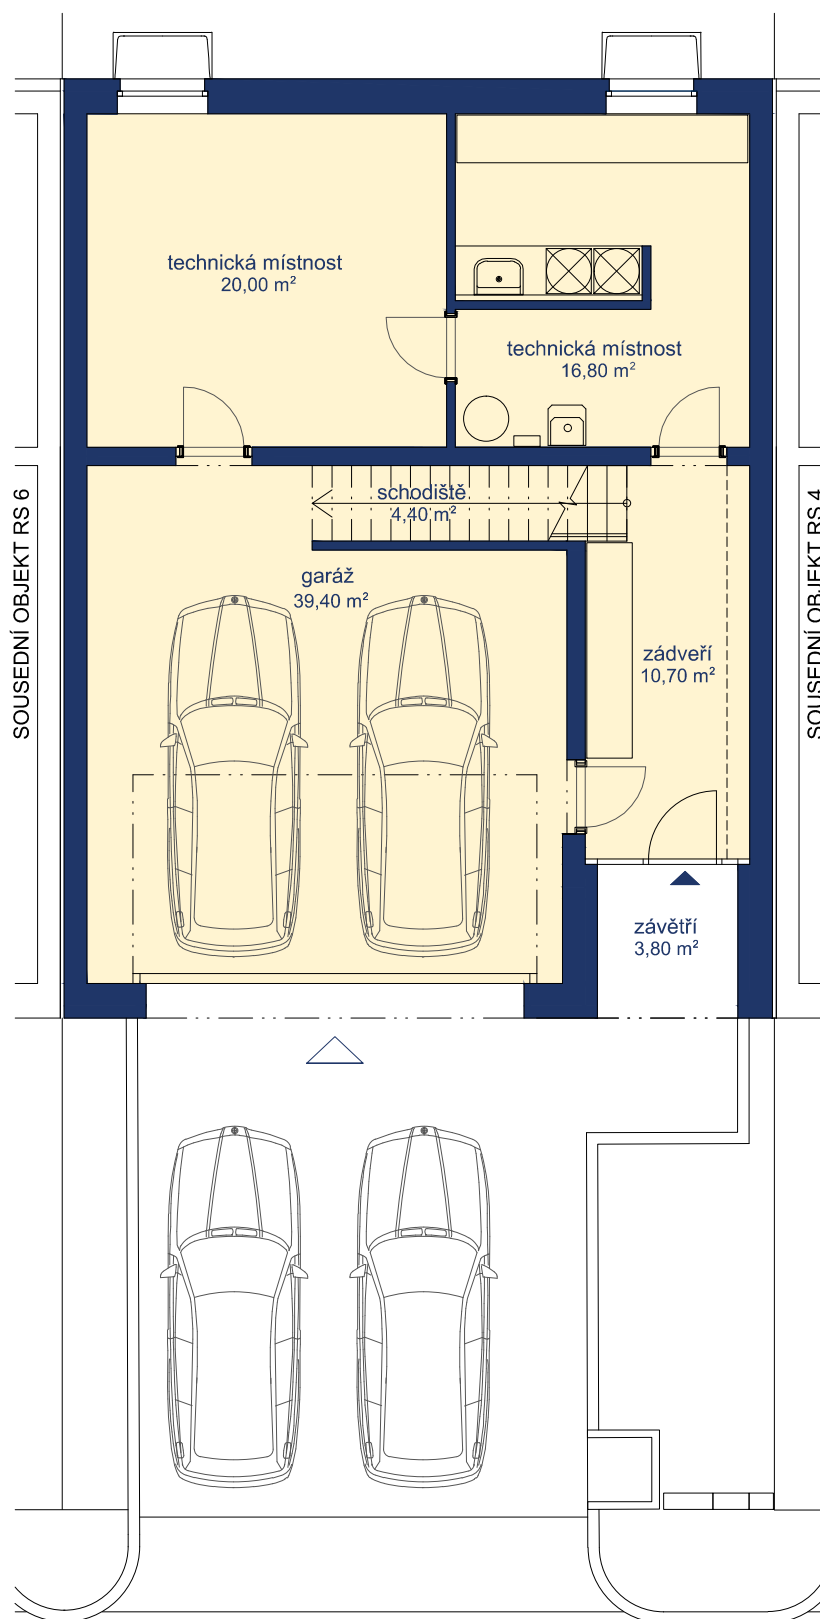 technická místnost
20,00 m²
technická místnost
16,80 m²
schodiště
4,40 m²
garáž
39,40 m²
zádveří
10,70 m²
závětří
3,80 m²
SOUSEDNÍ OBJEKT RS 6
SOUSEDNÍ OBJEKT RS 4